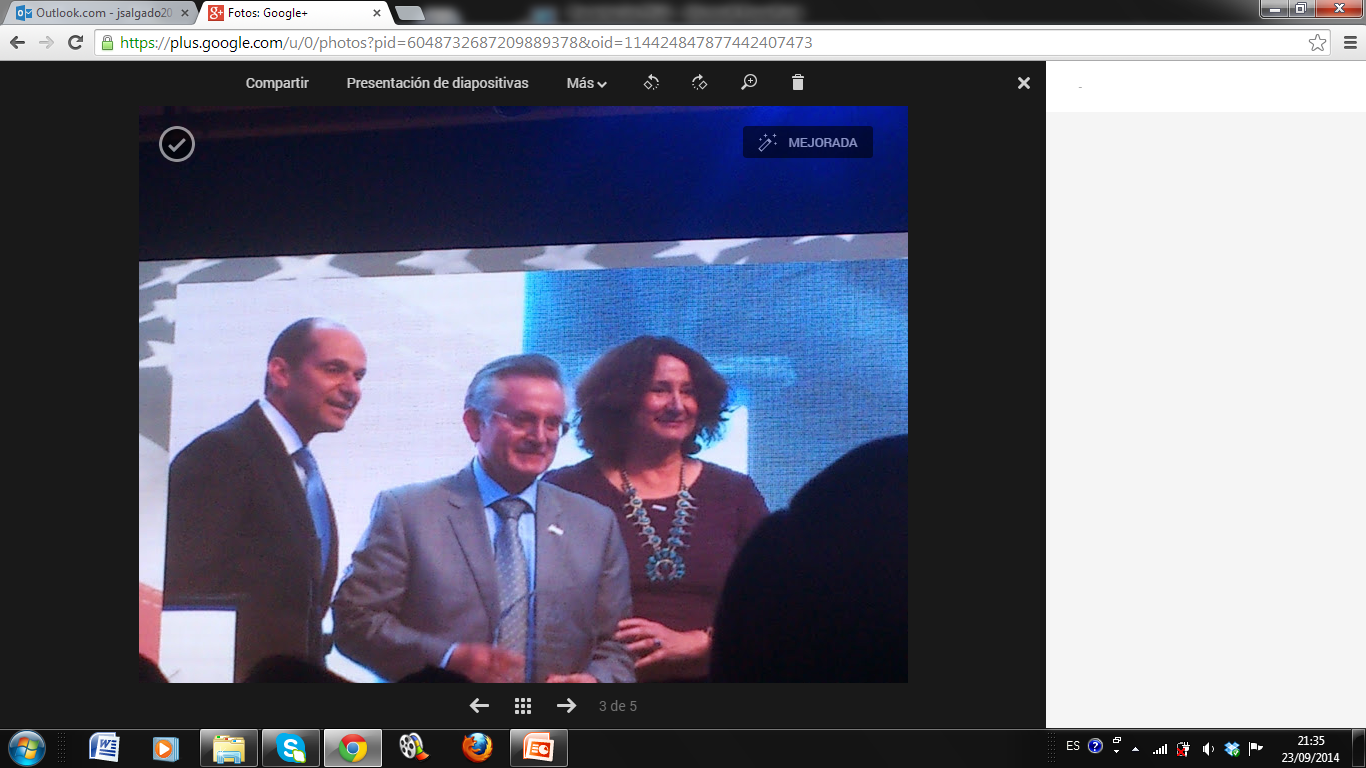 Outlook.com - jsalgado20
Fotos: Google+
https://plus.google.com/u/0/photos?pid=6048732687209889378&oid=114424847877442407473
Compartir
Presentación de diapositivas
Más
MEJORADA
3 de 5
ES
21:35
23/09/2014